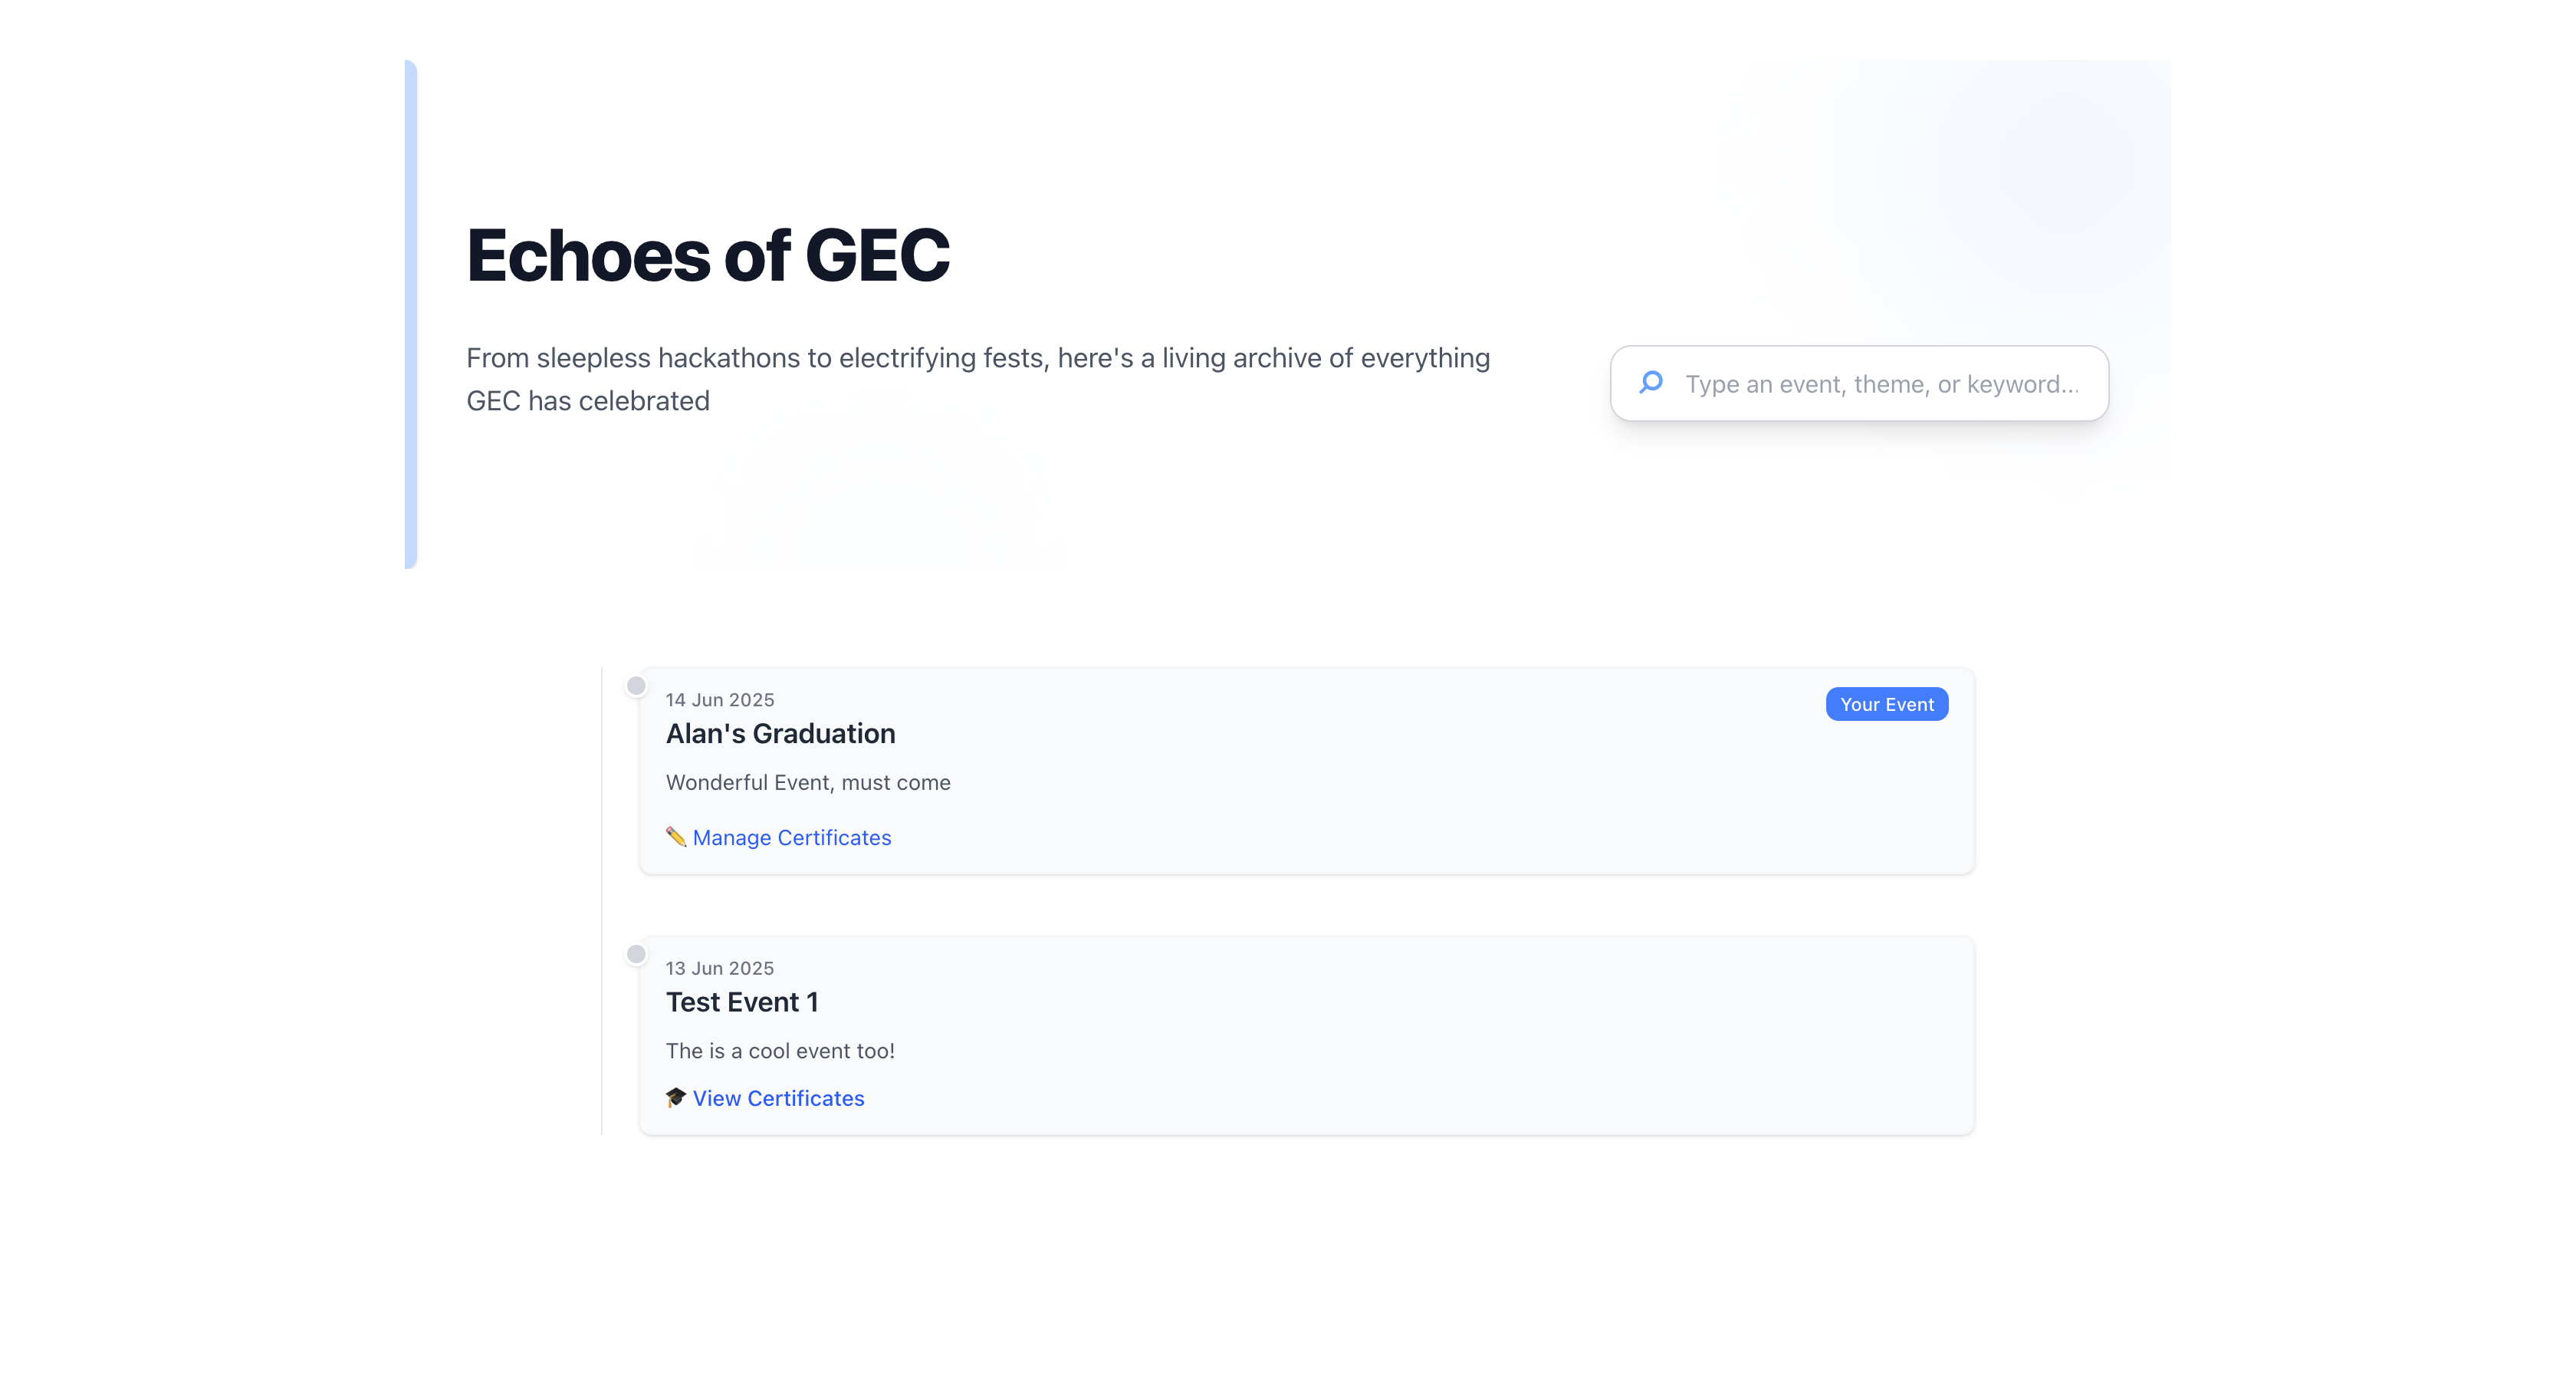 Echoes of GEC
From sleepless hackathons to electrifying fests, here's a living archive of everything
GEC has celebrated
Type an event, theme, or keyword...
14 Jun 2025
Your Event
Alan's Graduation
Wonderful Event, must come
✏️ Manage Certificates
13 Jun 2025
Test Event 1
The is a cool event too!
🎓 View Certificates